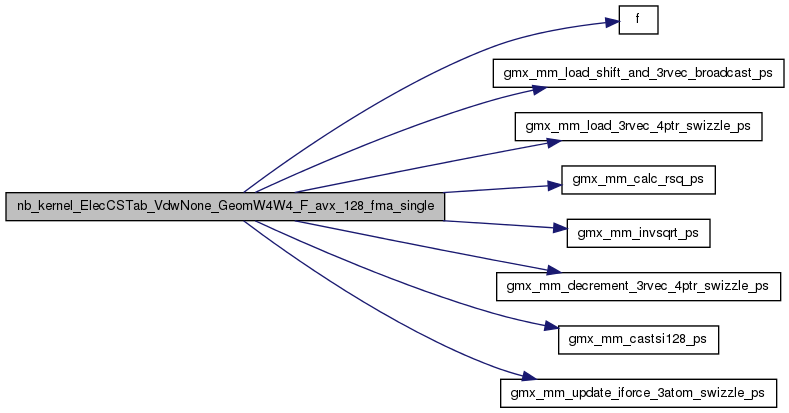 f
gmx_mm_load_shift_and_3rvec_broadcast_ps
gmx_mm_load_3rvec_4ptr_swizzle_ps
gmx_mm_calc_rsq_ps
nb_kernel_ElecCSTab_VdwNone_GeomW4W4_F_avx_128_fma_single
gmx_mm_invsqrt_ps
gmx_mm_decrement_3rvec_4ptr_swizzle_ps
gmx_mm_castsi128_ps
gmx_mm_update_iforce_3atom_swizzle_ps